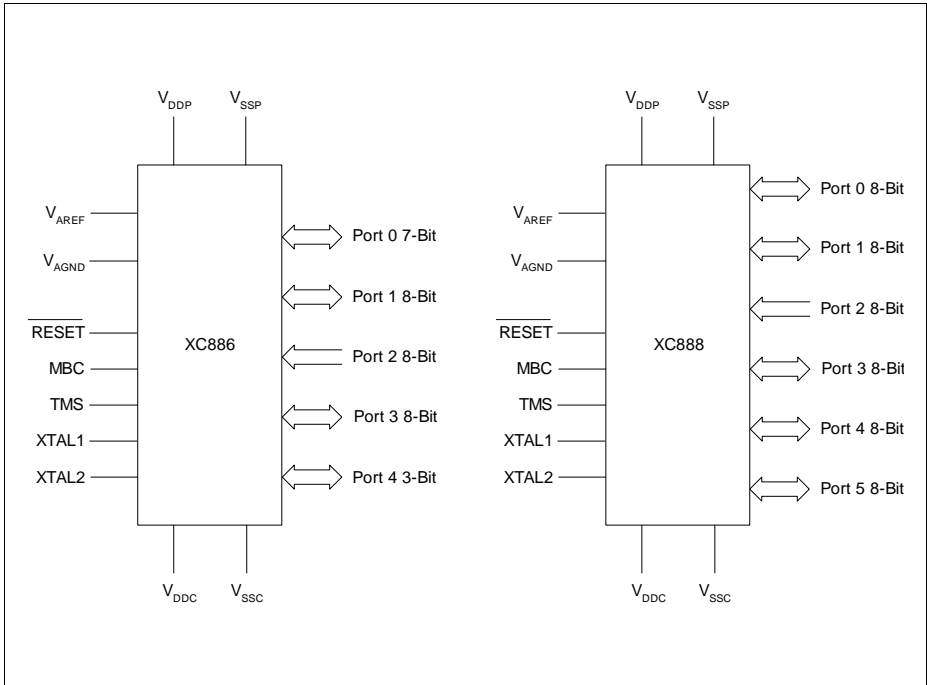 VDDP VSSP
VAREF
VAGND
RESET
MBC
TMS
XTAL1
XTAL2
XC886
Port 0 7-Bit
Port 1 8-Bit
Port 2 8-Bit
Port 3 8-Bit
Port 4 3-Bit
VDDC VSSC
VDDP VSSP
VAREF
VAGND
RESET
MBC
TMS
XTAL1
XTAL2
XC888
Port 0 8-Bit
Port 1 8-Bit
Port 2 8-Bit
Port 3 8-Bit
Port 4 8-Bit
Port 5 8-Bit
VDDC VSSC